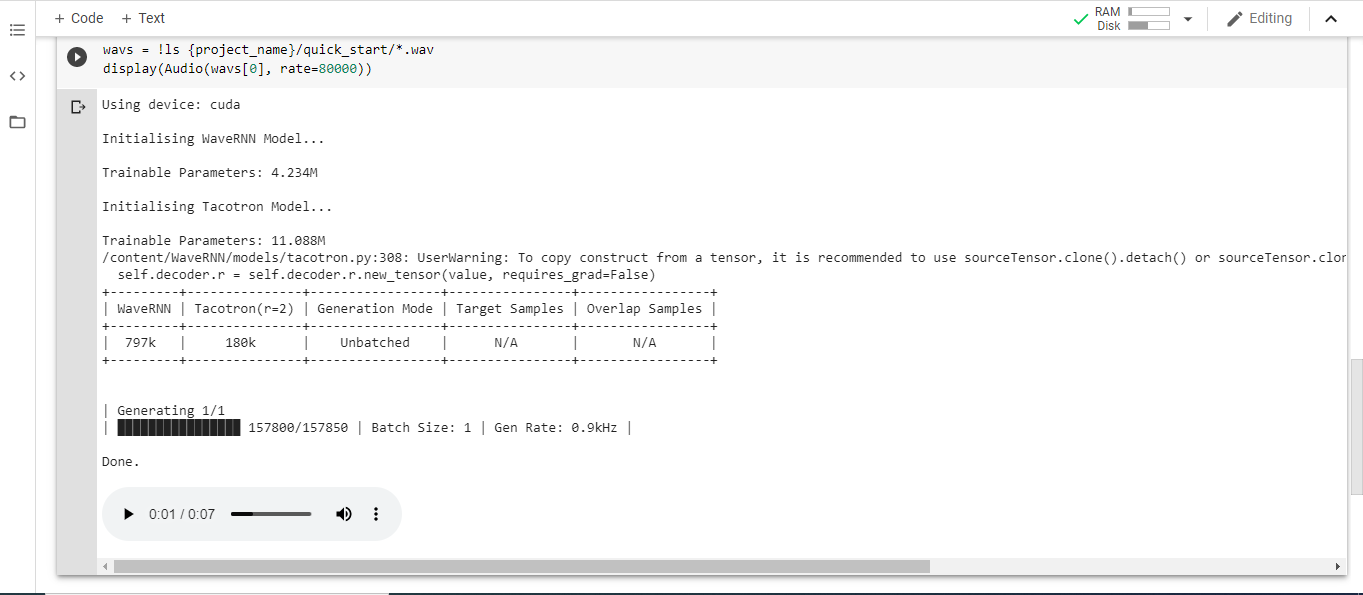 + Code + Text
RAM
Disk
Editing
wavs = !ls {project_name}/quick_start/*.wav
display(Audio(wavs[0], rate=80000))
Using device: cuda
Initialising WaveRNN Model...
Trainable Parameters: 4.234M
Initialising Tacotron Model...
Trainable Parameters: 11.088M
/content/WaveRNN/models/tacotron.py:308: UserWarning: To copy construct from a tensor, it is recommended to use sourceTensor.clone().detach() or sourceTensor.clor
self.decoder.r = self.decoder.r.new_tensor(value, requires_grad=False)
+---------+---------------+-----------------+----------------+-----------------+
| WaveRNN | Tacotron(r=2) | Generation Mode | Target Samples | Overlap Samples |
+---------+---------------+-----------------+----------------+-----------------+
| 797k | 180k | Unbatched | N/A | N/A |
+---------+---------------+-----------------+----------------+-----------------+
| Generating 1/1
| ████████████████ 157800/157850 | Batch Size: 1 | Gen Rate: 0.9kHz |
Done.
0:01 / 0:07